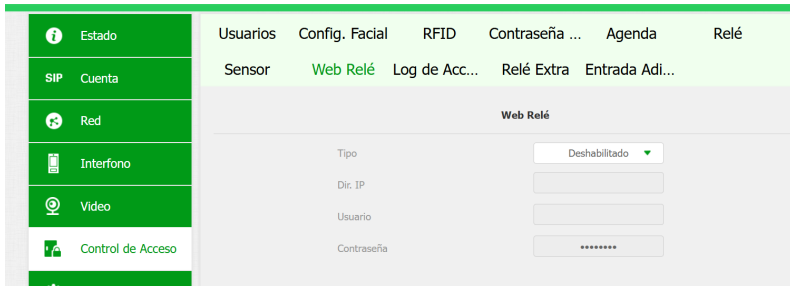 Estado
SIP Cuenta
Red
Interfono
Video
Control de Acceso
Usuarios Config. Facial RFID Contraseña ... Agenda Relé
Sensor Web Relé Log de Acc... Relé Extra Entrada Adi...
Web Relé
Tipo Deshabilitado
Dir. IP
Usuario
Contraseña ••••••••